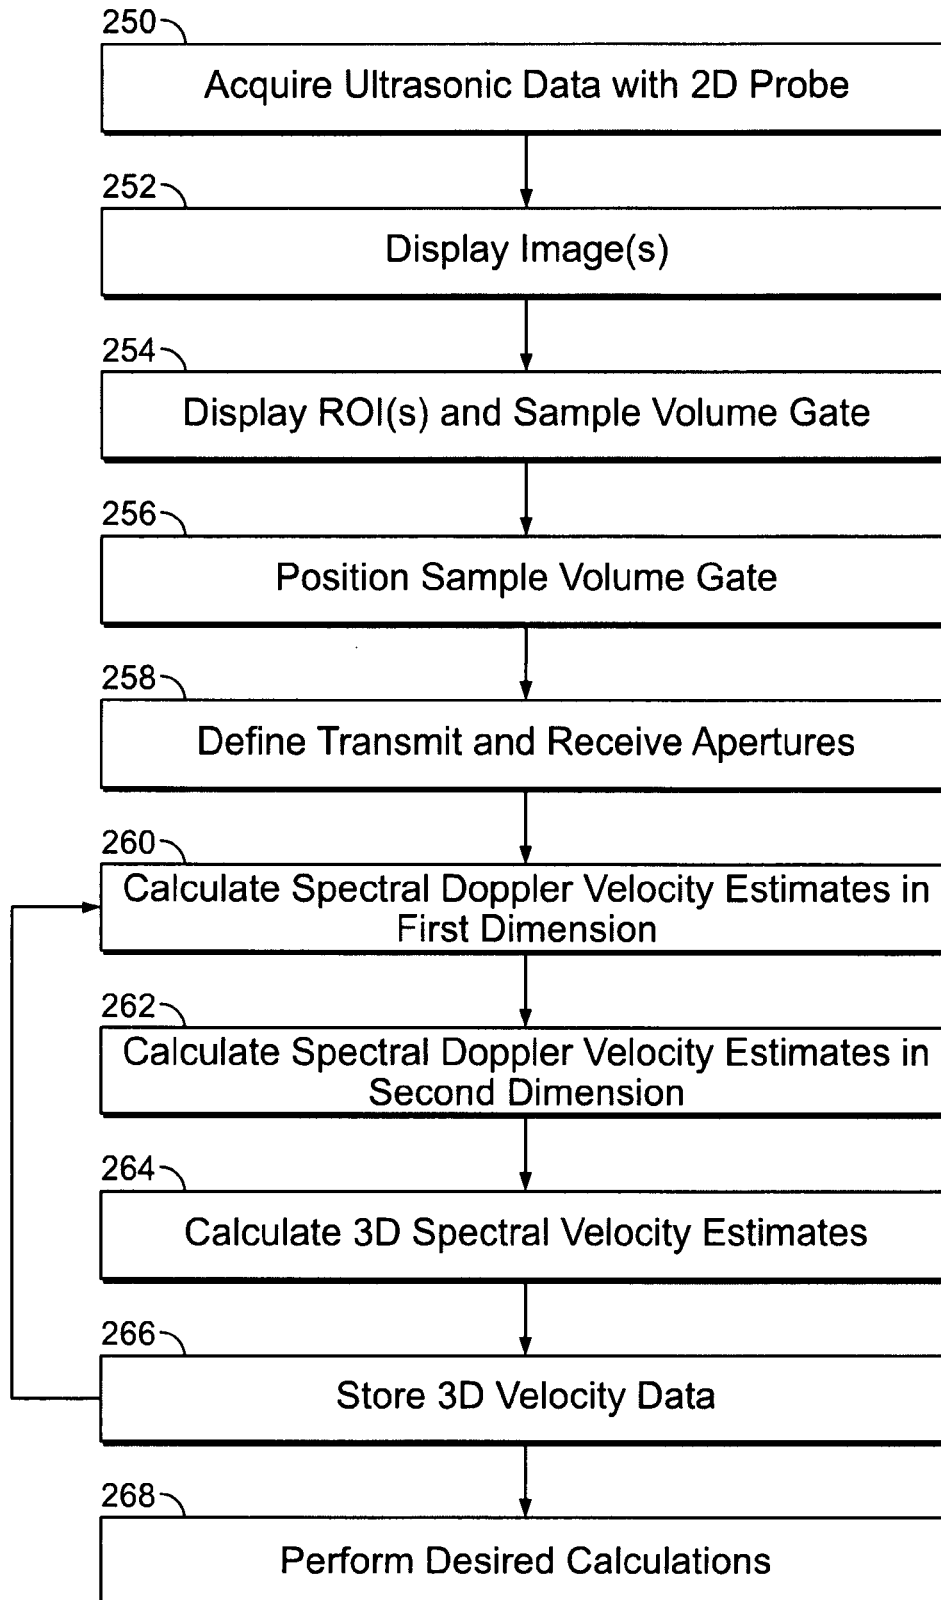 250
Acquire Ultrasonic Data with 2D Probe
252
Display Image(s)
254
Display ROI(s) and Sample Volume Gate
256
Position Sample Volume Gate
258
Define Transmit and Receive Apertures
260
Calculate Spectral Doppler Velocity Estimates in
First Dimension
262
Calculate Spectral Doppler Velocity Estimates in
Second Dimension
264
Calculate 3D Spectral Velocity Estimates
266
Store 3D Velocity Data
268
Perform Desired Calculations